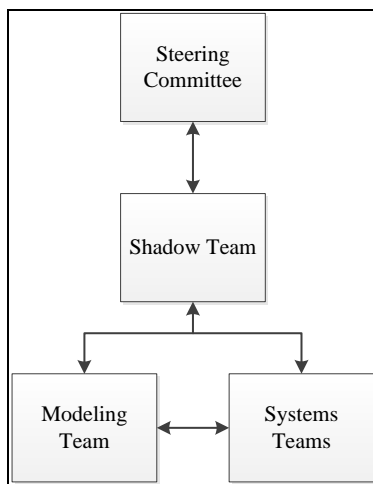 Steering
Committee
Shadow Team
Modeling
Team
Systems
Teams